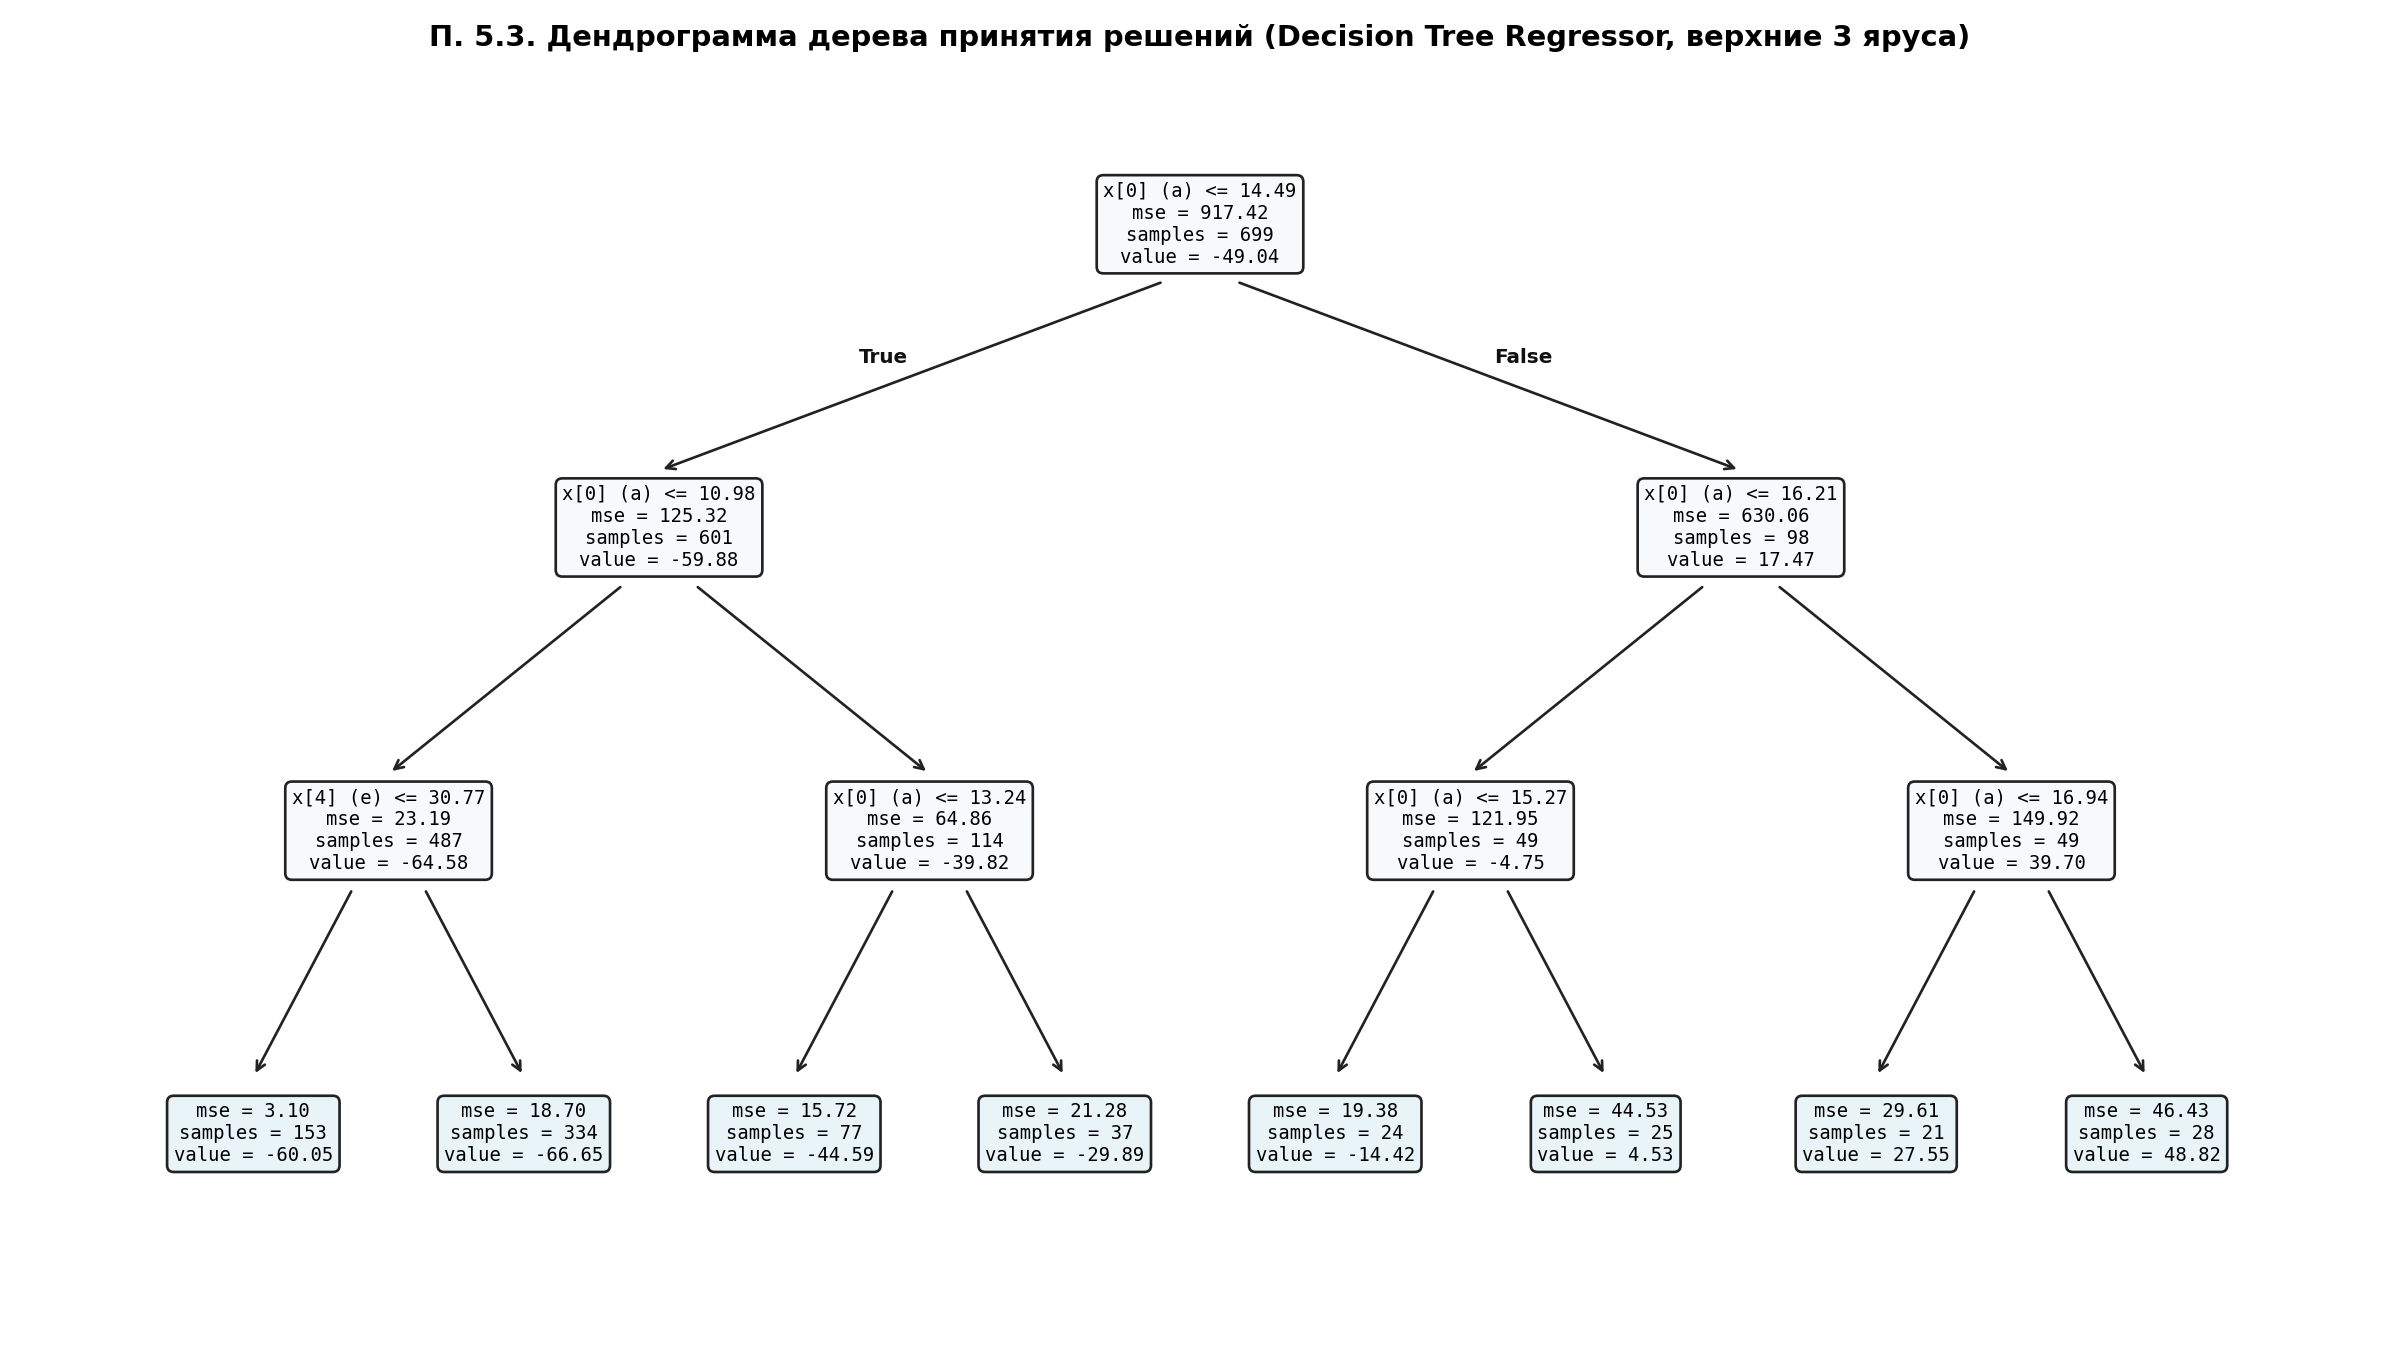 П. 5.3. Дендрограмма дерева принятия решений (Decision Tree Regressor, верхние 3 яруса)
x[0] (a) <= 14.49
mse = 917.42
samples = 699
value = -49.04
True
False
x[0] (a) <= 10.98
mse = 125.32
samples = 601
value = -59.88
x[0] (a) <= 16.21
mse = 630.06
samples = 98
value = 17.47
x[4] (e) <= 30.77
mse = 23.19
samples = 487
value = -64.58
x[0] (a) <= 13.24
mse = 64.86
samples = 114
value = -39.82
x[0] (a) <= 15.27
mse = 121.95
samples = 49
value = -4.75
x[0] (a) <= 16.94
mse = 149.92
samples = 49
value = 39.70
mse = 3.10
samples = 153
value = -60.05
mse = 18.70
samples = 334
value = -66.65
mse = 15.72
samples = 77
value = -44.59
mse = 21.28
samples = 37
value = -29.89
mse = 19.38
samples = 24
value = -14.42
mse = 44.53
samples = 25
value = 4.53
mse = 29.61
samples = 21
value = 27.55
mse = 46.43
samples = 28
value = 48.82